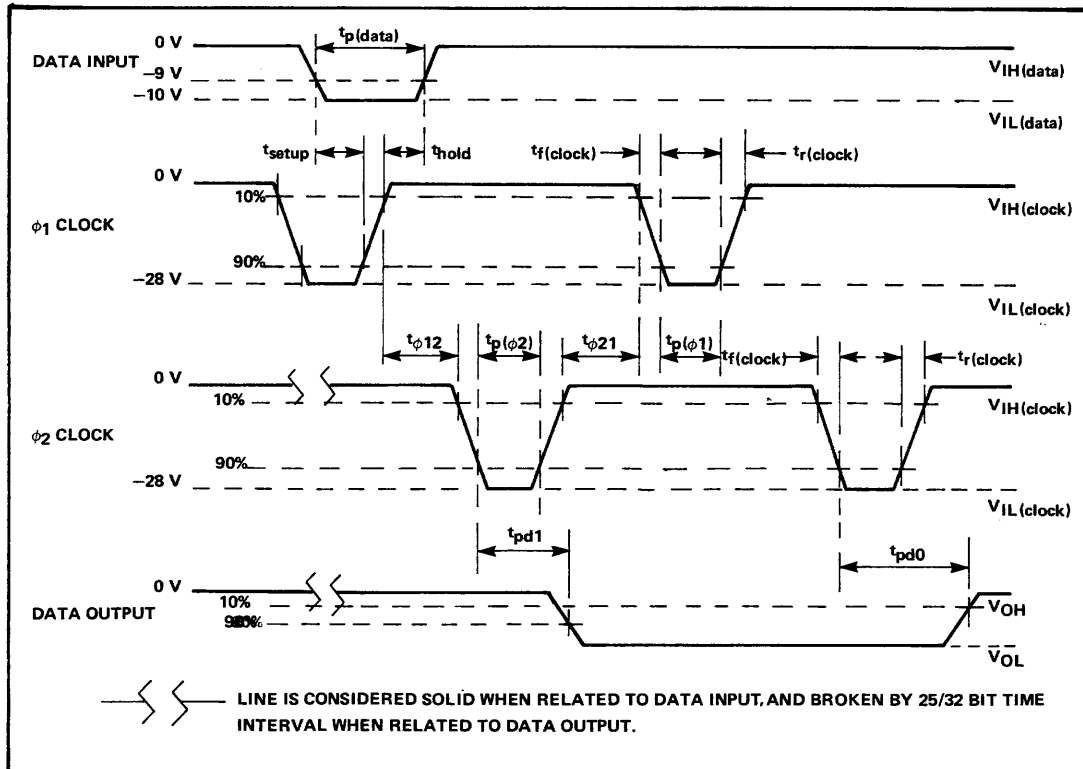 0 V
tp(data)
DATA INPUT
VIH(data)
–9 V
–10 V
VIL(data)
tsetup
thold
tf(clock)
tr(clock)
0 V
10%
VIH(clock)
ϕ1 CLOCK
90%
–28 V
VIL(clock)
tϕ12
tp(ϕ2)
tϕ21
tp(ϕ1)
tf(clock)
tr(clock)
0 V
10%
VIH(clock)
ϕ2 CLOCK
90%
–28 V
VIL(clock)
tpd1
tpd0
0 V
10%
VOH
DATA OUTPUT
90%
VOL
LINE IS CONSIDERED SOLID WHEN RELATED TO DATA INPUT, AND BROKEN BY 25/32 BIT TIME
INTERVAL WHEN RELATED TO DATA OUTPUT.